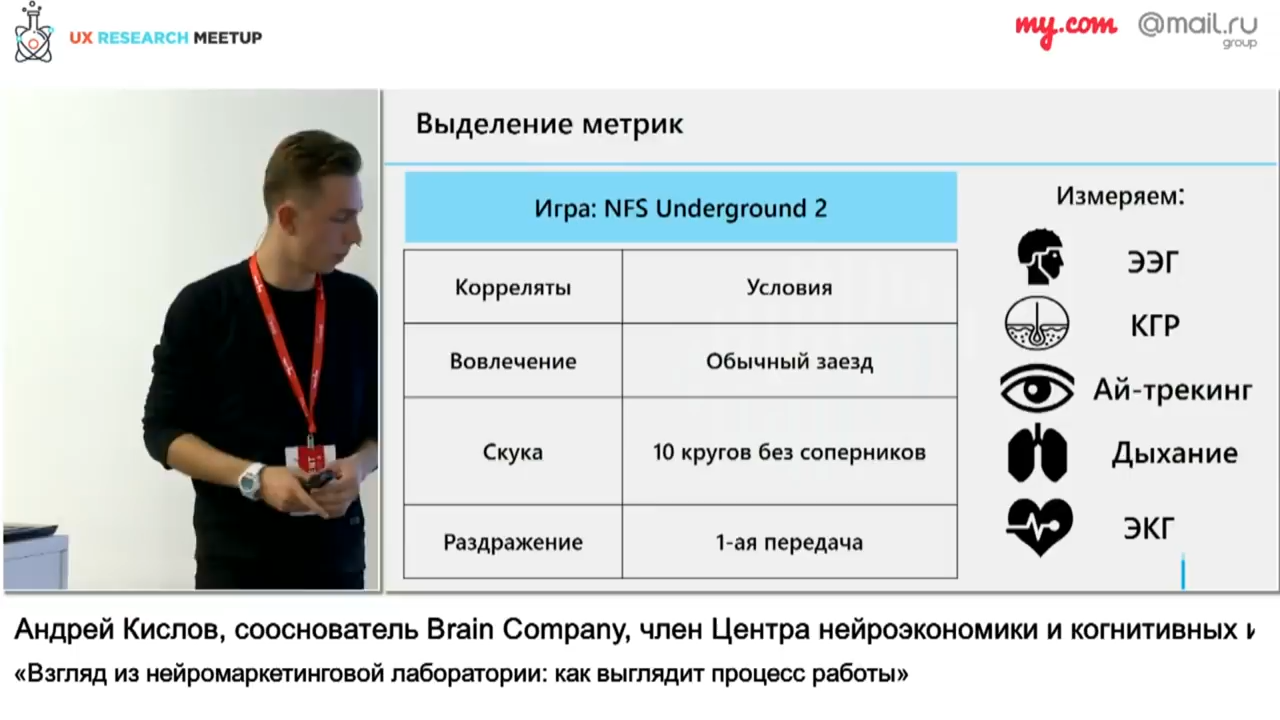 UX RESEARCH MEETUP
my.com @mail.ru
group
Выделение метрик
Игра: NFS Underground 2
Корреляты Условия
Вовлечение Обычный заезд
Скука 10 кругов без соперников
Раздражение 1-ая передача
Измеряем:
ЭЭГ
КГР
Ай-трекинг
Дыхание
ЭКГ
Андрей Кислов, сооснователь Brain Company, член Центра нейроэкономики и когнитивных
«Взгляд из нейромаркетинговой лаборатории: как выглядит процесс работы»